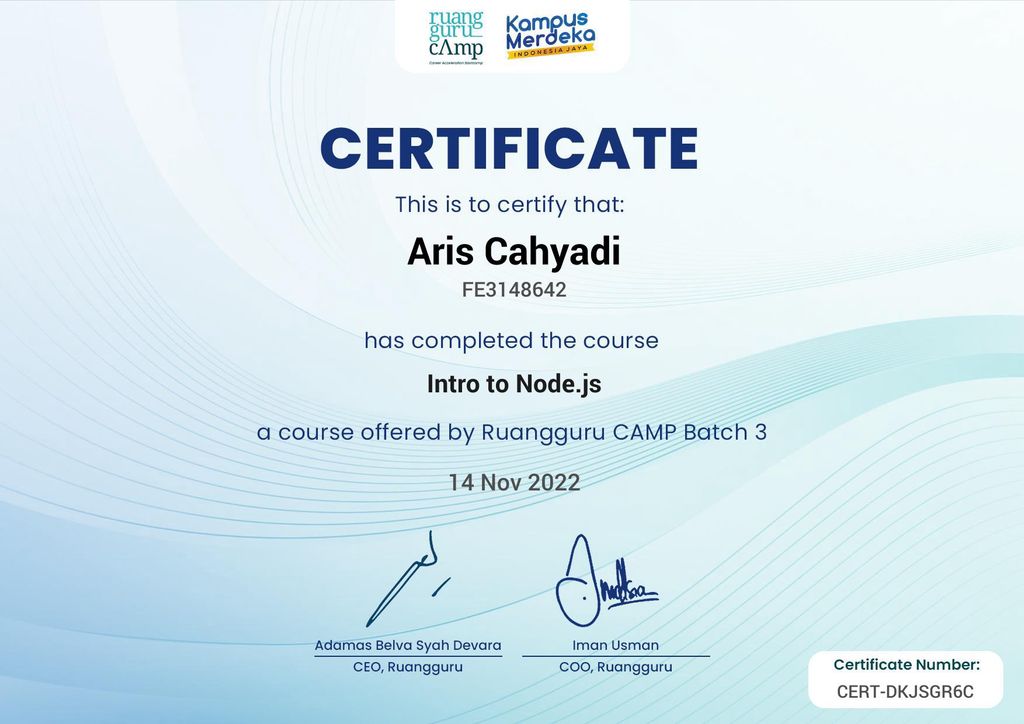 ruang
guru
cAmp
Career Acceleration Bootcamp
Kampus
Merdeka
INDONESIA JAYA
CERTIFICATE
This is to certify that:
Aris Cahyadi
FE3148642
has completed the course
Intro to Node.js
a course offered by Ruangguru CAMP Batch 3
14 Nov 2022
Adamas Belva Syah Devara
CEO, Ruangguru
Iman Usman
COO, Ruangguru
Certificate Number:
CERT-DKJSGR6C